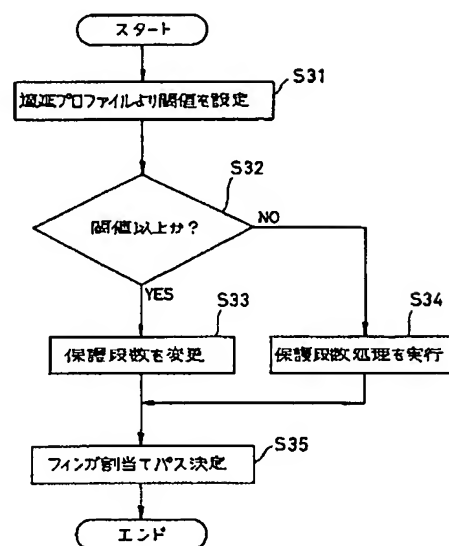 スタート
S31
遅延プロファイルより閾値を設定
S32
閾値以上か?
NO
YES
S33
S34
保護段数を変更
保護段数処理を実行
S35
フィンガ割当てパス決定
エンド